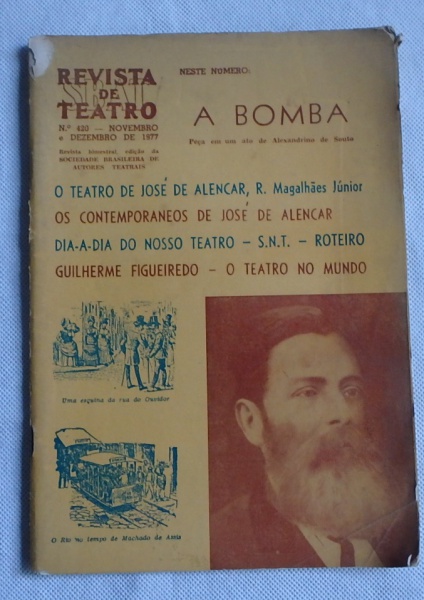 REVISTA
DE
TEATRO
SBAT
N.º 420 — NOVEMBRO
e DEZEMBRO DE 1977
Revista bimestral, edição da
SOCIEDADE BRASILEIRA DE
AUTORES TEATRAIS
NESTE NÚMERO:
A BOMBA
Peça em um ato de Alexandrino de Souto
O TEATRO DE JOSÉ DE ALENCAR, R. Magalhães Júnior
OS CONTEMPORANEOS DE JOSÉ DE ALENCAR
DIA-A-DIA DO NOSSO TEATRO – S.N.T. – ROTEIRO
GUILHERME FIGUEIREDO – O TEATRO NO MUNDO
Uma esquina da rua do Ouvidor
O Rio no tempo de Machado de Assis